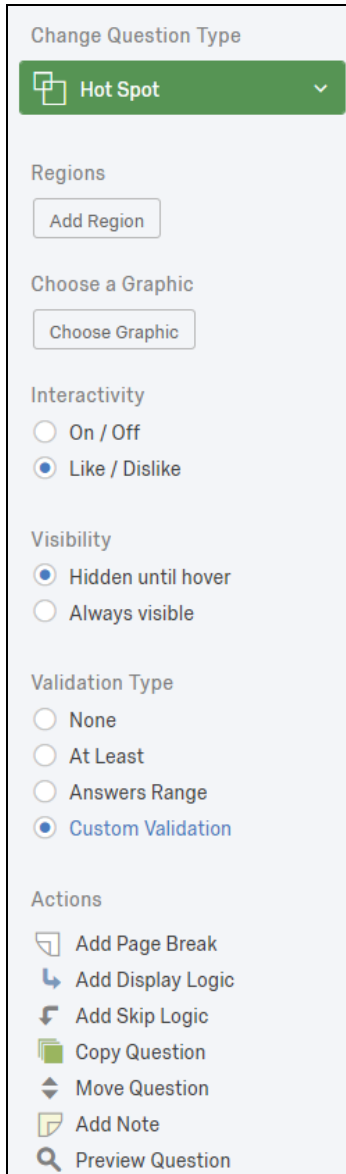 Change Question Type
Hot Spot
Regions
Add Region
Choose a Graphic
Choose Graphic
Interactivity
On / Off
Like / Dislike
Visibility
Hidden until hover
Always visible
Validation Type
None
At Least
Answers Range
Custom Validation
Actions
Add Page Break
Add Display Logic
Add Skip Logic
Copy Question
Move Question
Add Note
Preview Question